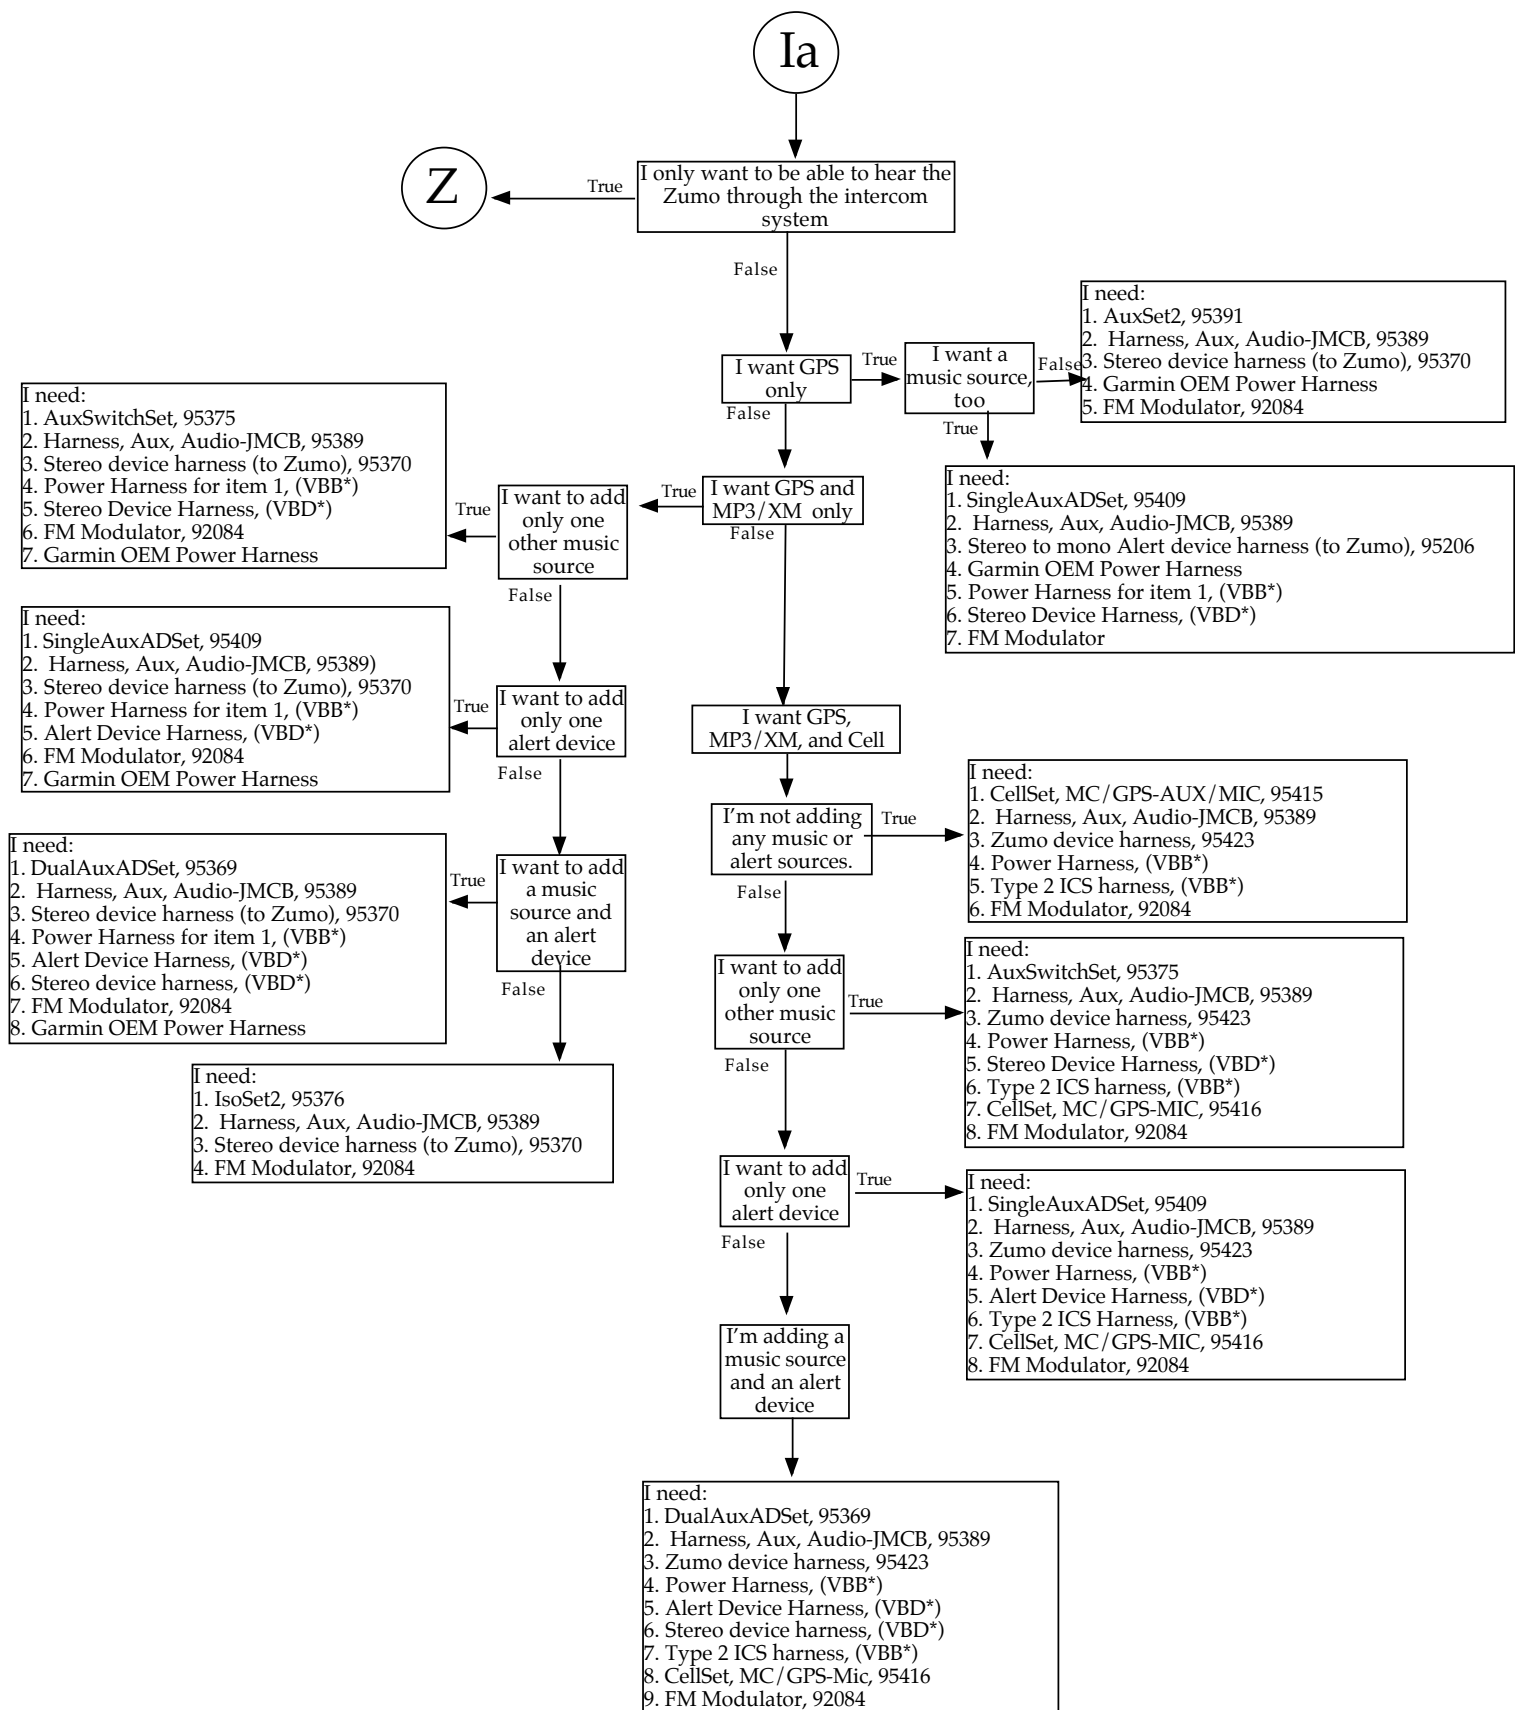 Ia
I only want to be able to hear the
Zumo through the intercom
system
True
Z
False
I want GPS
only
True
I want a
music source,
too
False
I need:
1. AuxSet2, 95391
2.  Harness, Aux, Audio-JMCB, 95389
3. Stereo device harness (to Zumo), 95370
4. Garmin OEM Power Harness
5. FM Modulator, 92084
True
I need:
1. SingleAuxADSet, 95409
2.  Harness, Aux, Audio-JMCB, 95389
3. Stereo to mono Alert device harness (to Zumo), 95206
4. Garmin OEM Power Harness
5. Power Harness for item 1, (VBB*)
6. Stereo Device Harness, (VBD*)
7. FM Modulator
False
I want GPS and
MP3/XM  only
True
I want to add
only one
other music
source
True
I need:
1. AuxSwitchSet, 95375
2. Harness, Aux, Audio-JMCB, 95389
3. Stereo device harness (to Zumo), 95370
4. Power Harness for item 1, (VBB*)
5. Stereo Device Harness, (VBD*)
6. FM Modulator, 92084
7. Garmin OEM Power Harness
False
I want to add
only one
alert device
True
I need:
1. SingleAuxADSet, 95409
2.  Harness, Aux, Audio-JMCB, 95389)
3. Stereo device harness (to Zumo), 95370
4. Power Harness for item 1, (VBB*)
5. Alert Device Harness, (VBD*)
6. FM Modulator, 92084
7. Garmin OEM Power Harness
False
I want to add
a music
source and
an alert
device
True
I need:
1. DualAuxADSet, 95369
2.  Harness, Aux, Audio-JMCB, 95389
3. Stereo device harness (to Zumo), 95370
4. Power Harness for item 1, (VBB*)
5. Alert Device Harness, (VBD*)
6. Stereo device harness, (VBD*)
7. FM Modulator, 92084
8. Garmin OEM Power Harness
False
I need:
1. IsoSet2, 95376
2.  Harness, Aux, Audio-JMCB, 95389
3. Stereo device harness (to Zumo), 95370
4. FM Modulator, 92084
False
I want GPS,
MP3/XM, and Cell
I'm not adding
any music or
alert sources.
True
I need:
1. CellSet, MC/GPS-AUX/MIC, 95415
2.  Harness, Aux, Audio-JMCB, 95389
3. Zumo device harness, 95423
4. Power Harness, (VBB*)
5. Type 2 ICS harness, (VBB*)
6. FM Modulator, 92084
False
I want to add
only one
other music
source
True
I need:
1. AuxSwitchSet, 95375
2.  Harness, Aux, Audio-JMCB, 95389
3. Zumo device harness, 95423
4. Power Harness, (VBB*)
5. Stereo Device Harness, (VBD*)
6. Type 2 ICS harness, (VBB*)
7. CellSet, MC/GPS-MIC, 95416
8. FM Modulator, 92084
False
I want to add
only one
alert device
True
I need:
1. SingleAuxADSet, 95409
2.  Harness, Aux, Audio-JMCB, 95389
3. Zumo device harness, 95423
4. Power Harness, (VBB*)
5. Alert Device Harness, (VBD*)
6. Type 2 ICS Harness, (VBB*)
7. CellSet, MC/GPS-MIC, 95416
8. FM Modulator, 92084
False
I'm adding a
music source
and an alert
device
I need:
1. DualAuxADSet, 95369
2.  Harness, Aux, Audio-JMCB, 95389
3. Zumo device harness, 95423
4. Power Harness, (VBB*)
5. Alert Device Harness, (VBD*)
6. Stereo device harness, (VBD*)
7. Type 2 ICS harness, (VBB*)
8. CellSet, MC/GPS-Mic, 95416
9. FM Modulator, 92084